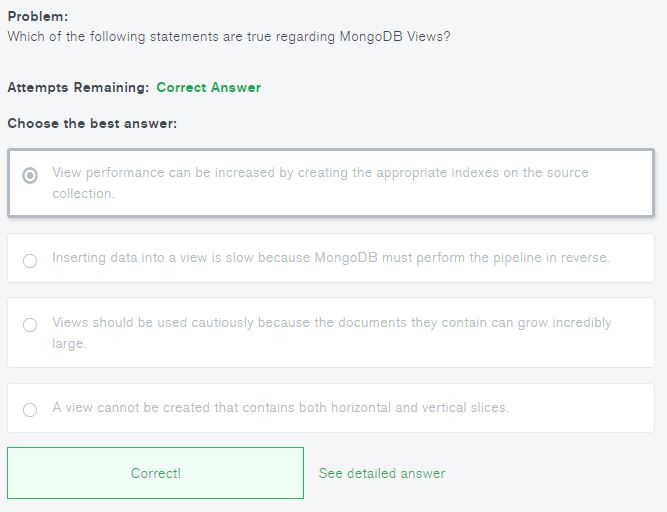 Problem:
Which of the following statements are true regarding MongoDB Views?
Attempts Remaining: Correct Answer
Choose the best answer:
View performance can be increased by creating the appropriate indexes on the source
collection.
Inserting data into a view is slow because MongoDB must perform the pipeline in reverse.
Views should be used cautiously because the documents they contain can grow incredibly
large.
A view cannot be created that contains both horizontal and vertical slices.
Correct! See detailed answer